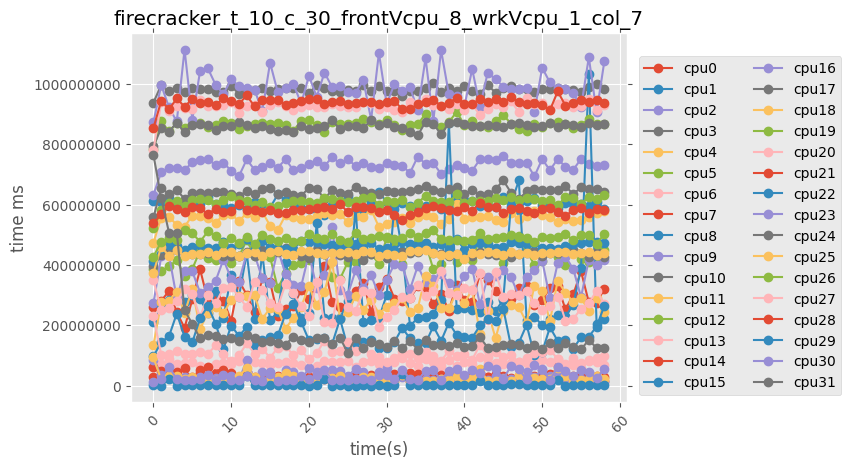 firecracker_t_10_c_30_frontVcpu_8_wrkVcpu_1_col_7
time ms
1000000000
800000000
600000000
400000000
200000000
0
0
10
20
30
40
50
60
time(s)
cpu0
cpu1
cpu2
cpu3
cpu4
cpu5
cpu6
cpu7
cpu8
cpu9
cpu10
cpu11
cpu12
cpu13
cpu14
cpu15
cpu16
cpu17
cpu18
cpu19
cpu20
cpu21
cpu22
cpu23
cpu24
cpu25
cpu26
cpu27
cpu28
cpu29
cpu30
cpu31